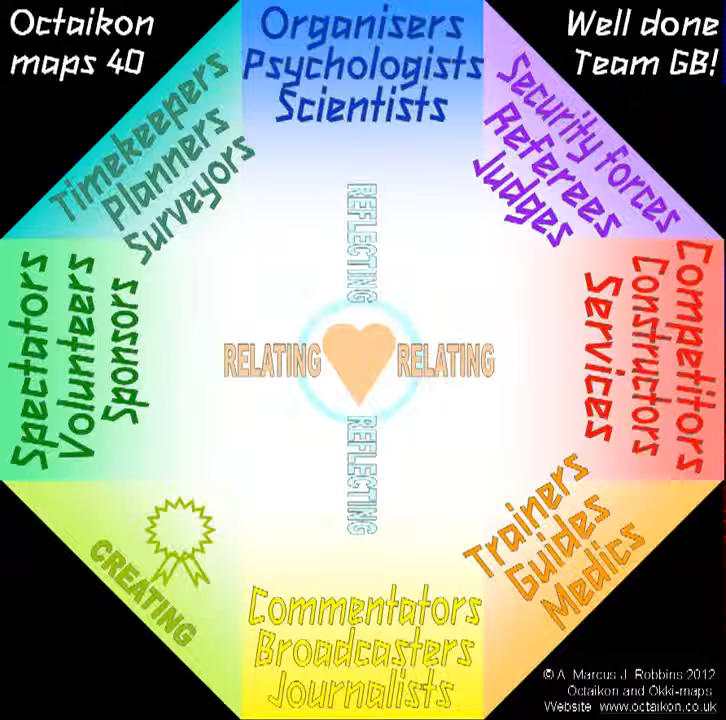 Octaikon
maps 40
Organisers
Psychologists
Scientists
Well done
Team GB!
Timekeepers
Planners
Surveyors
Security forces
Referees
Judges
Spectators
Volunteers
Sponsors
REFLECTING
RELATING
RELATING
REFLECTING
Competitors
Constructors
Services
CREATING
Commentators
Broadcasters
Journalists
Trainers
Guides
Medics
© A. Marcus J. Robbins 2012
Octaikon and Okki-maps
Website www.octaikon.co.uk